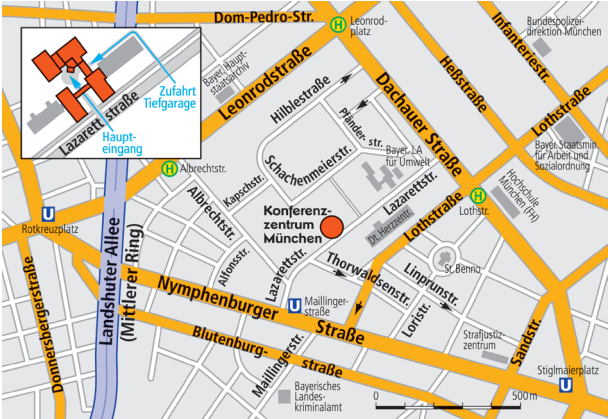 Dom-Pedro-Str.
H
Leonrod-
platz
Infanteriestr.
Bundespolizei-
direktion München
Zufahrt
Tiefgarage
Lazarettstraße
Haupt-
eingang
Bayer. Haupt-
staatsarchiv
Leonrodstraße
Hilblestraße
Dachauer Straße
Heßstraße
Lothstraße
Pfänder-
str.
Bayer. LA
für Umwelt
Bayer. Staatsmin.
für Arbeit und
Sozialordnung
H
Albrechtstr.
Schachenmeierstr.
Kapschstr.
Albrechtstr.
Lazarettstr.
Hochschule
München (FH)
H
Lothstr.
U
Rotkreuzplatz
Konferenz-
zentrum
München
Dt. Herzzentr.
Lothstraße
Landshuter Allee
(Mittlerer Ring)
Alfonsstr.
Lazarettstr.
Thorwaldsenstr.
St. Benno
Linprunstr.
Donnersbergerstraße
Nymphenburger
Straße
U
Maillinger-
straße
Loristr.
Blutenburg-
straße
Maillingerstr.
Strafjustiz-
zentrum
Sandstr.
Stiglmaierplatz
U
Bayerisches
Landes-
kriminalamt
0
500 m